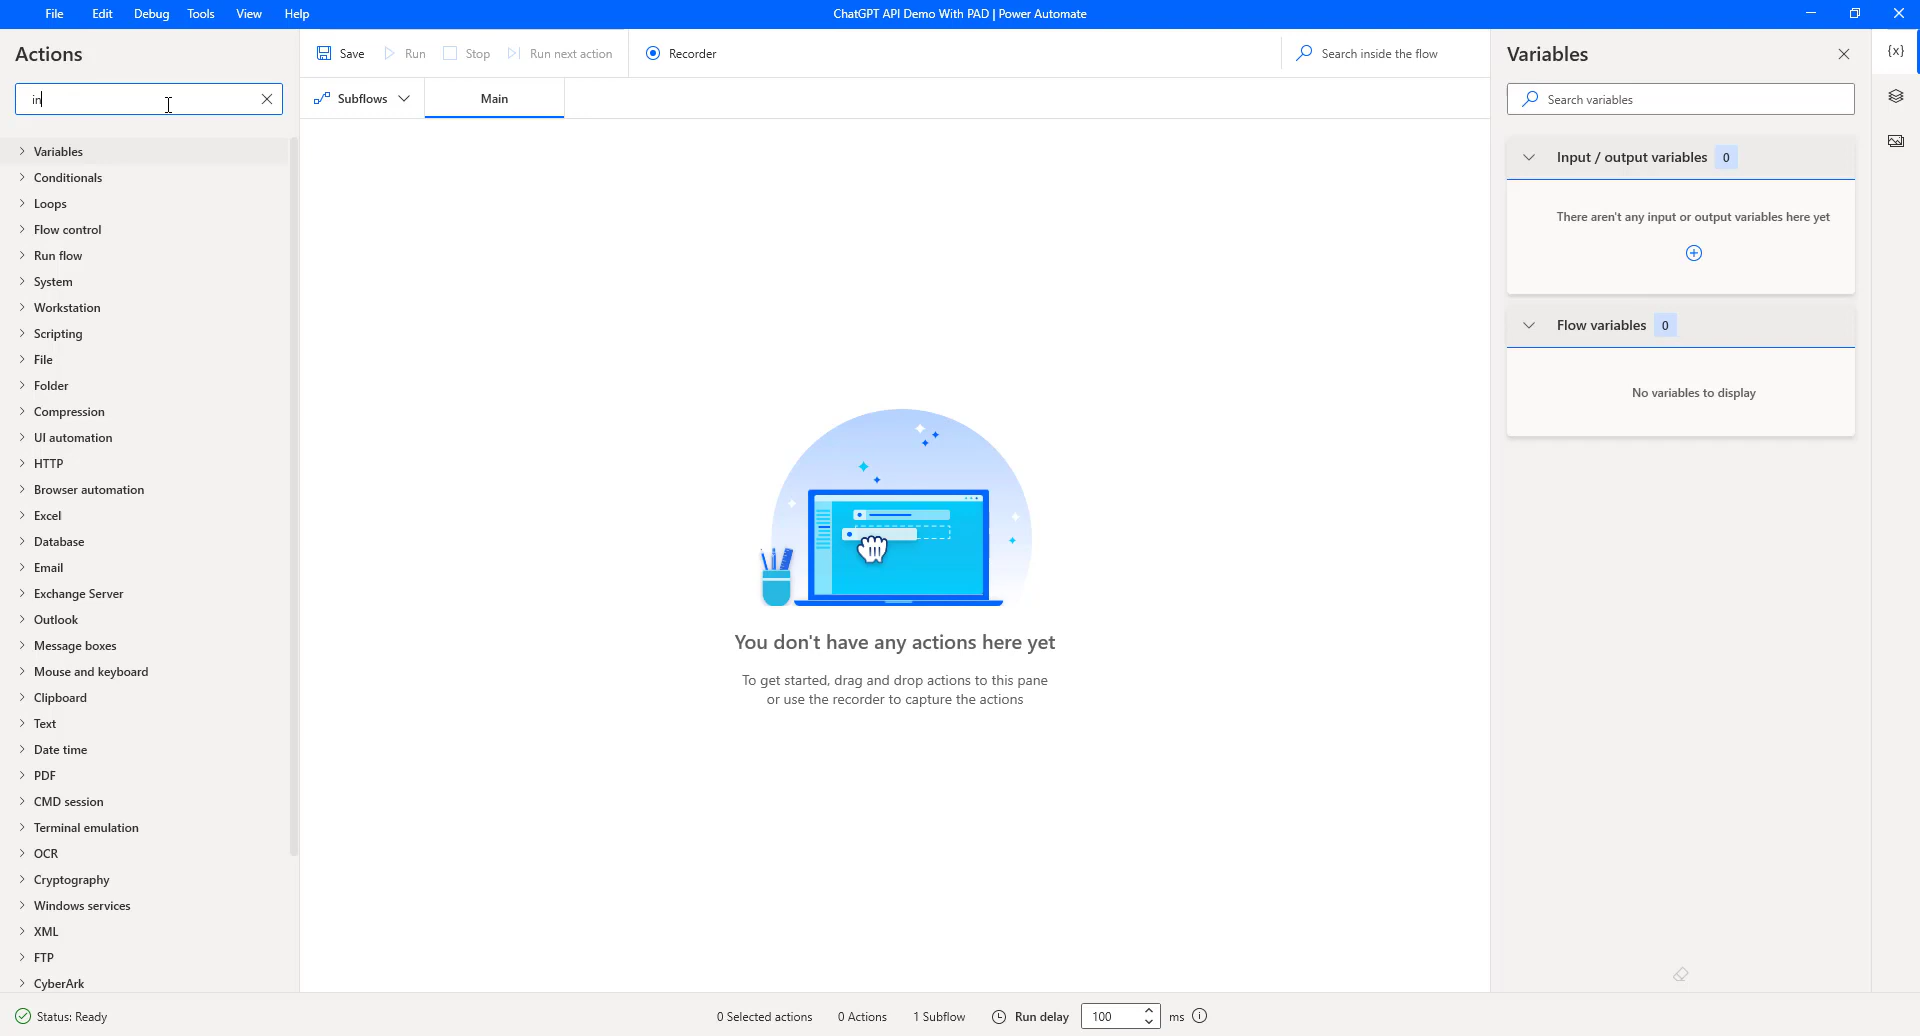 File Edit Debug Tools View Help
ChatGPT API Demo With PAD | Power Automate
Actions
in
Variables
Conditionals
Loops
Flow control
Run flow
System
Workstation
Scripting
File
Folder
Compression
UI automation
HTTP
Browser automation
Excel
Database
Email
Exchange Server
Outlook
Message boxes
Mouse and keyboard
Clipboard
Text
Date time
PDF
CMD session
Terminal emulation
OCR
Cryptography
Windows services
XML
FTP
CyberArk
Save Run Stop Run next action Recorder
Search inside the flow
Subflows Main
You don't have any actions here yet
To get started, drag and drop actions to this pane
or use the recorder to capture the actions
Variables
{x}
Search variables
Input / output variables 0
There aren't any input or output variables here yet
Flow variables 0
No variables to display
Status: Ready
0 Selected actions 0 Actions 1 Subflow Run delay 100 ms